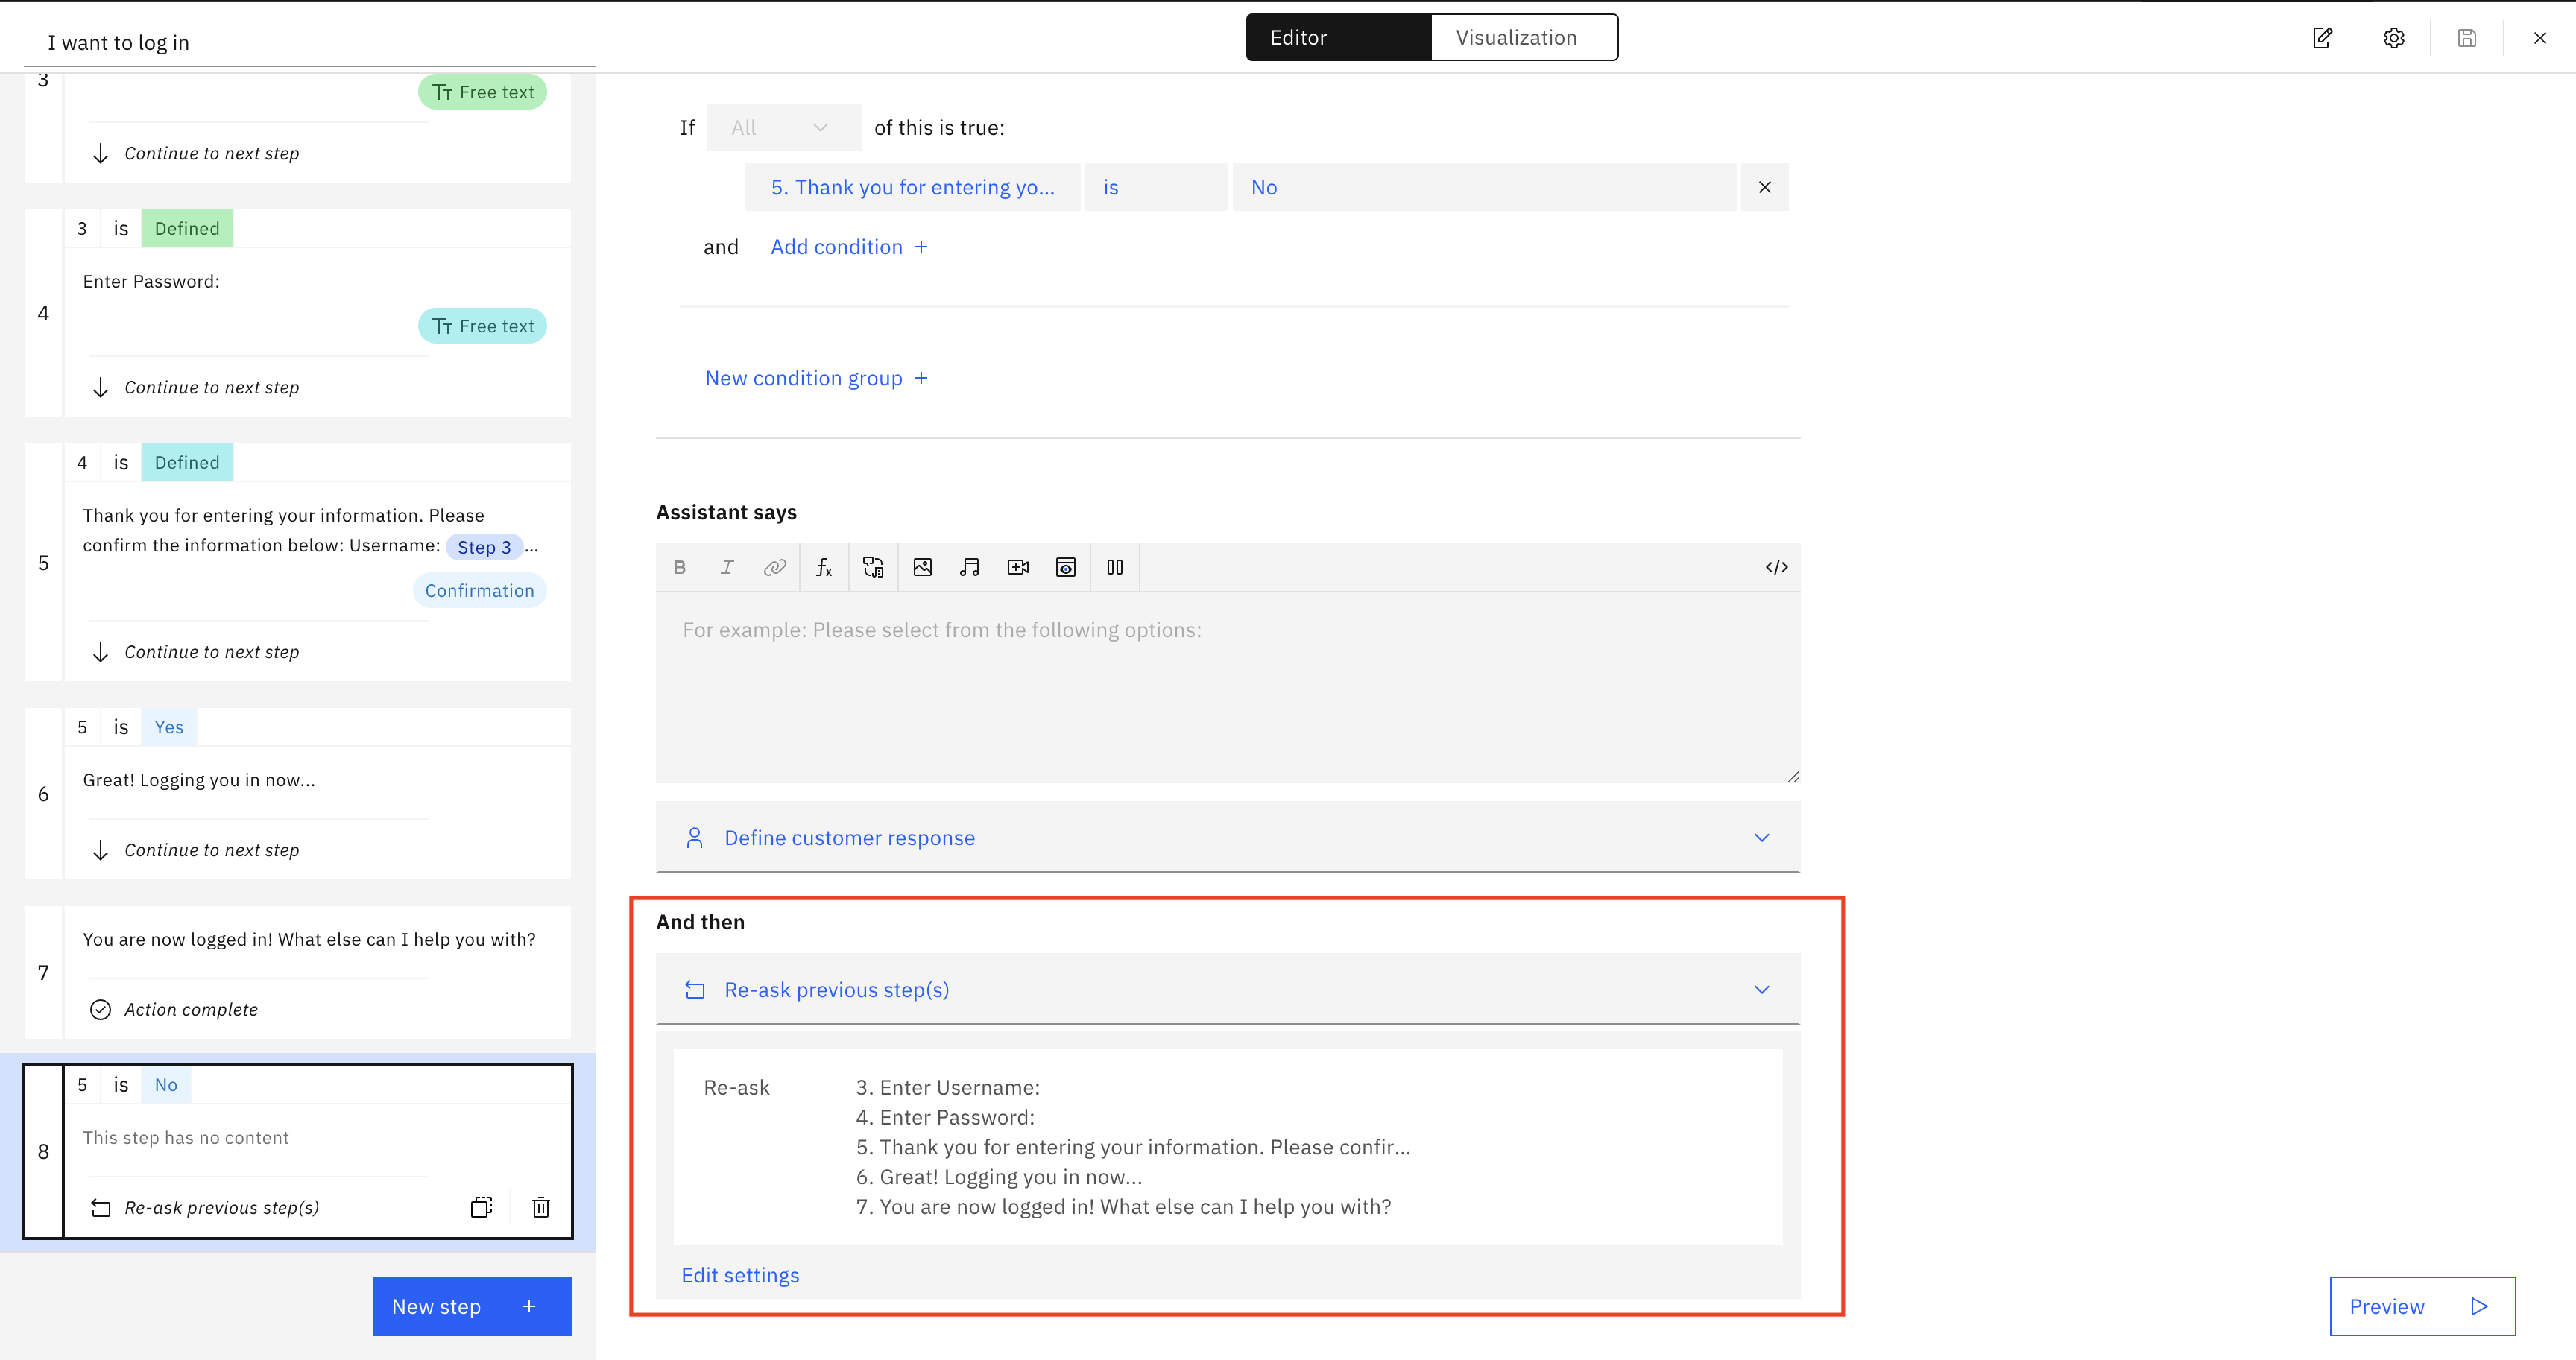 I want to log in
Editor
Visualization
3
Free text
Continue to next step
3 is Defined
4
Enter Password:
Free text
Continue to next step
4 is Defined
5
Thank you for entering your information. Please
confirm the information below: Username: Step 3 ...
Confirmation
Continue to next step
5 is Yes
6
Great! Logging you in now...
Continue to next step
7
You are now logged in! What else can I help you with?
Action complete
5 is No
8
This step has no content
Re-ask previous step(s)
New step +
If All of this is true:
5. Thank you for entering yo... is No
and Add condition +
New condition group +
Assistant says
B I fx </>
For example: Please select from the following options:
Define customer response
And then
Re-ask previous step(s)
Re-ask 3. Enter Username:
4. Enter Password:
5. Thank you for entering your information. Please confir...
6. Great! Logging you in now...
7. You are now logged in! What else can I help you with?
Edit settings
Preview